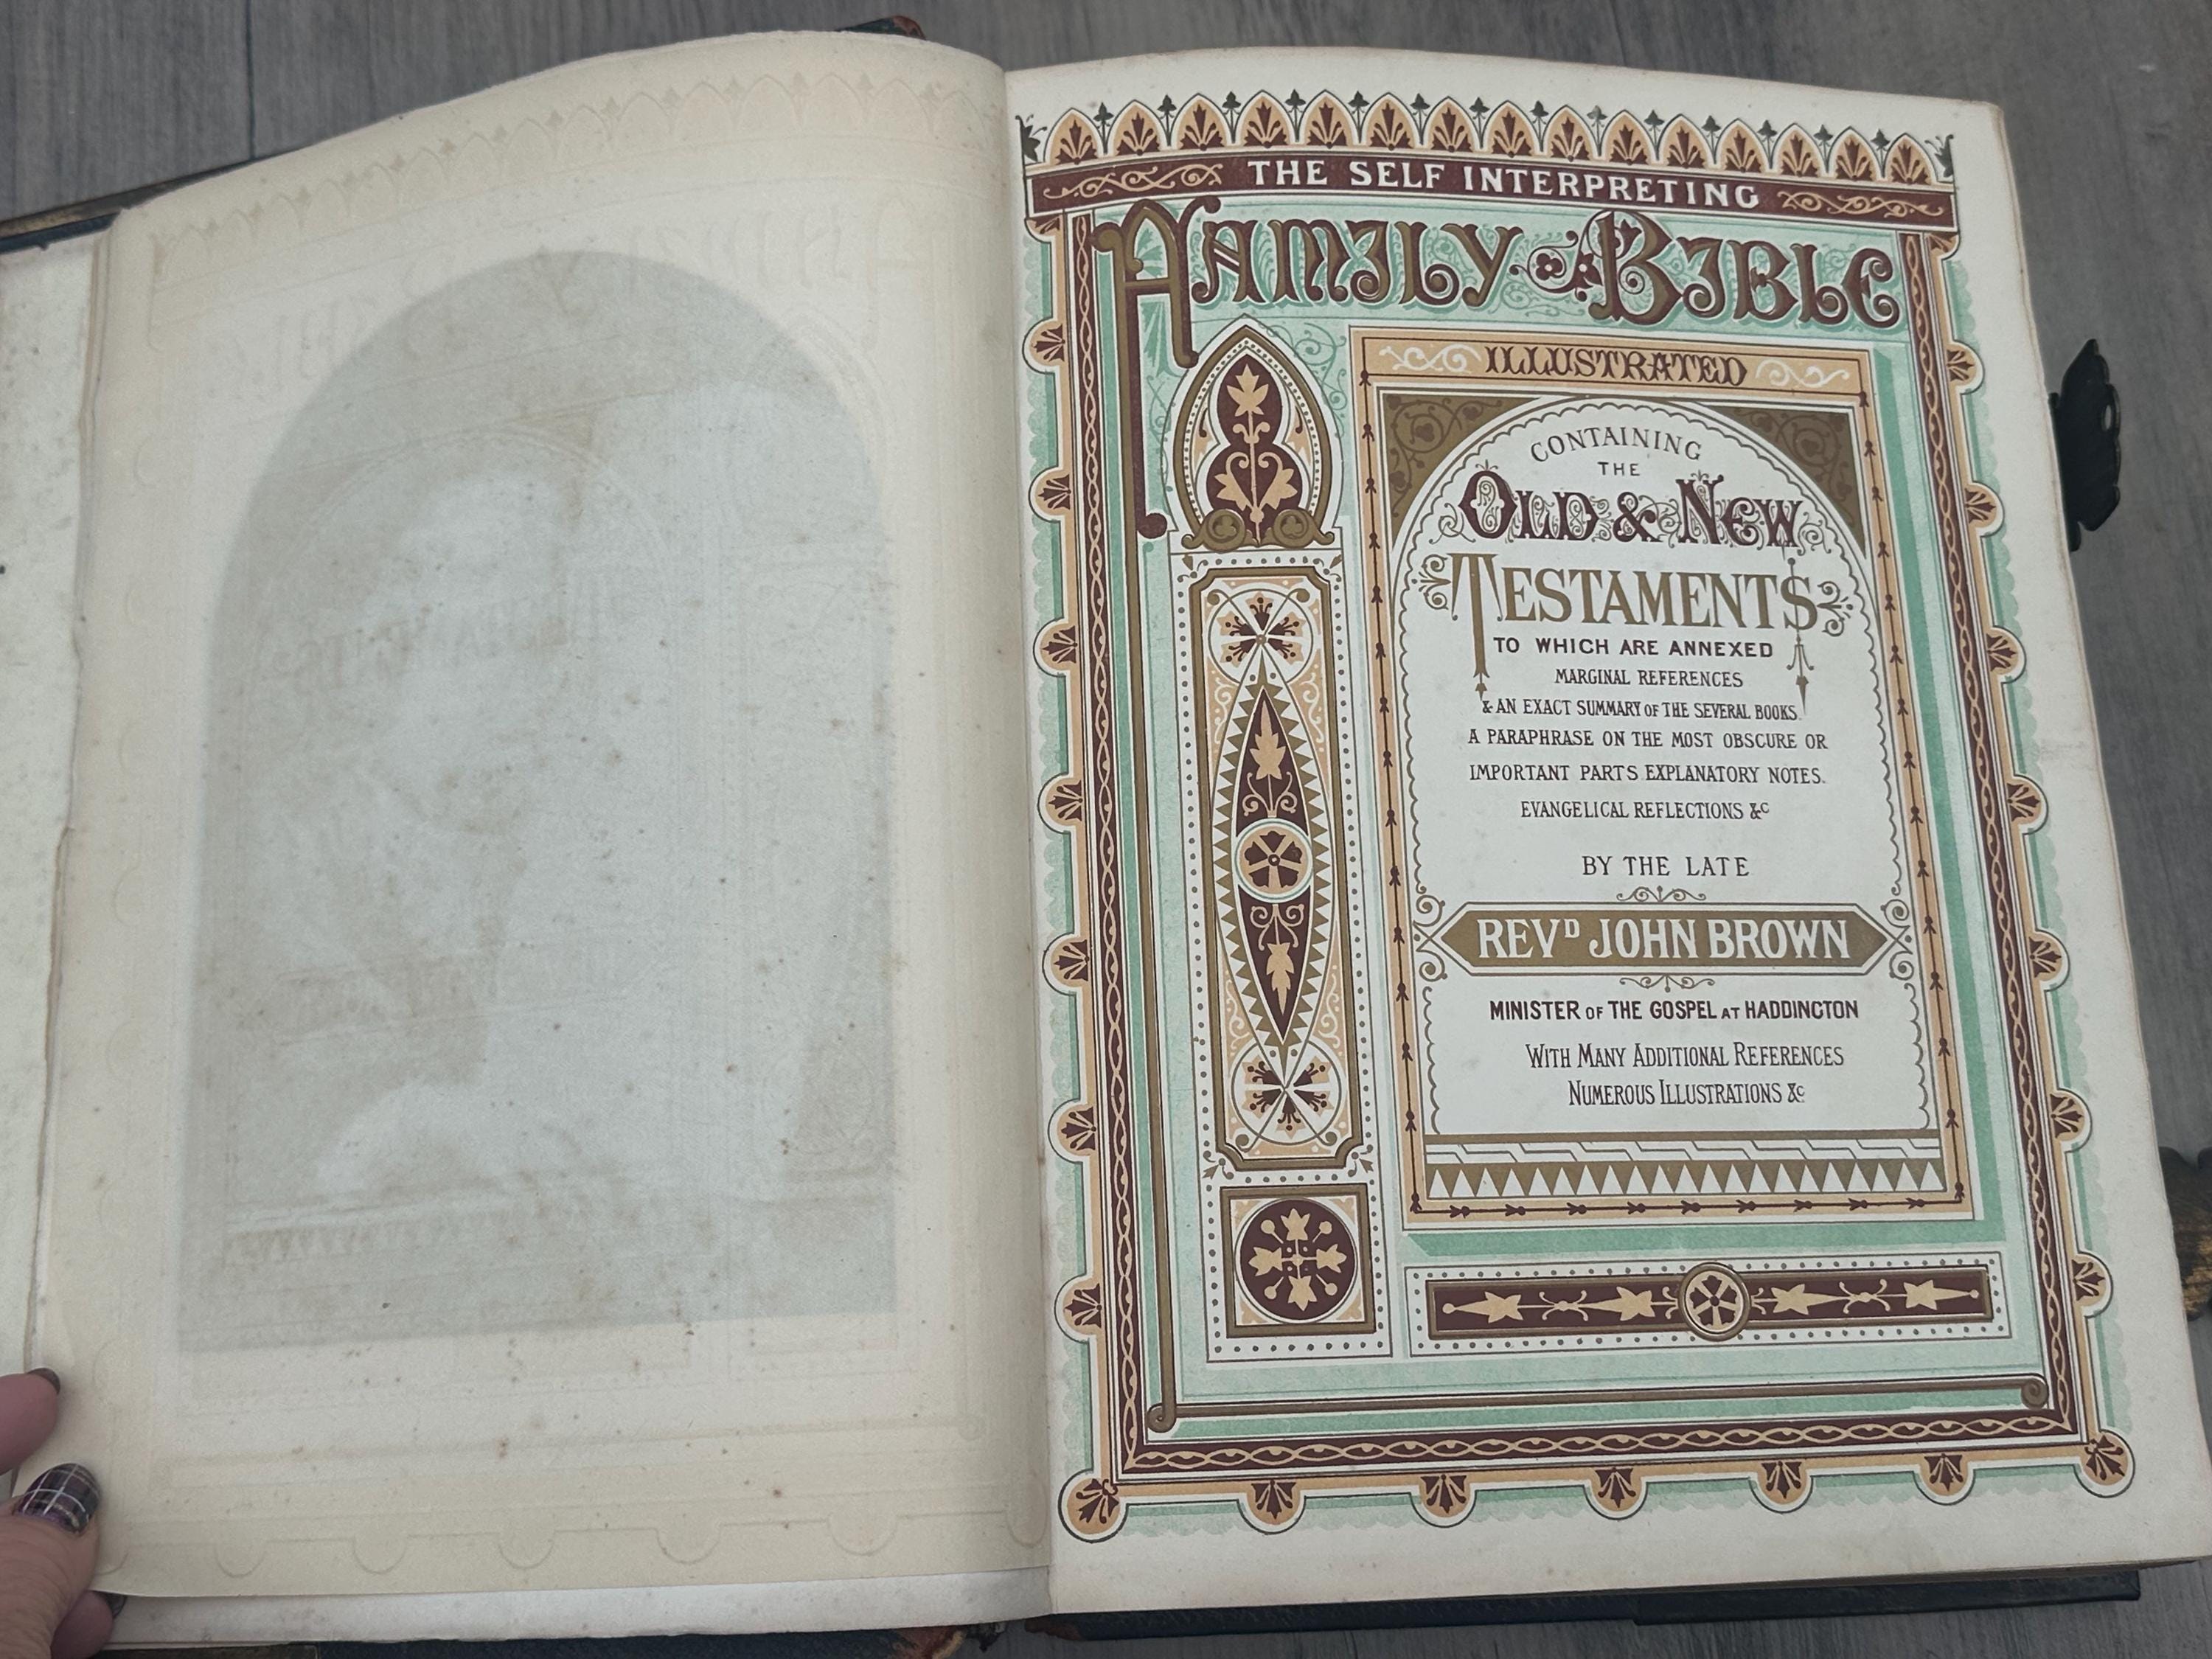 THE SELF INTERPRETING
FAMILY BIBLE
ILLUSTRATED
CONTAINING
THE
OLD & NEW
TESTAMENTS
TO WHICH ARE ANNEXED
MARGINAL REFERENCES
& AN EXACT SUMMARY OF THE SEVERAL BOOKS.
A PARAPHRASE ON THE MOST OBSCURE OR
IMPORTANT PARTS EXPLANATORY NOTES.
EVANGELICAL REFLECTIONS &C
BY THE LATE
REVD JOHN BROWN
MINISTER OF THE GOSPEL AT HADDINGTON
WITH MANY ADDITIONAL REFERENCES
NUMEROUS ILLUSTRATIONS &C